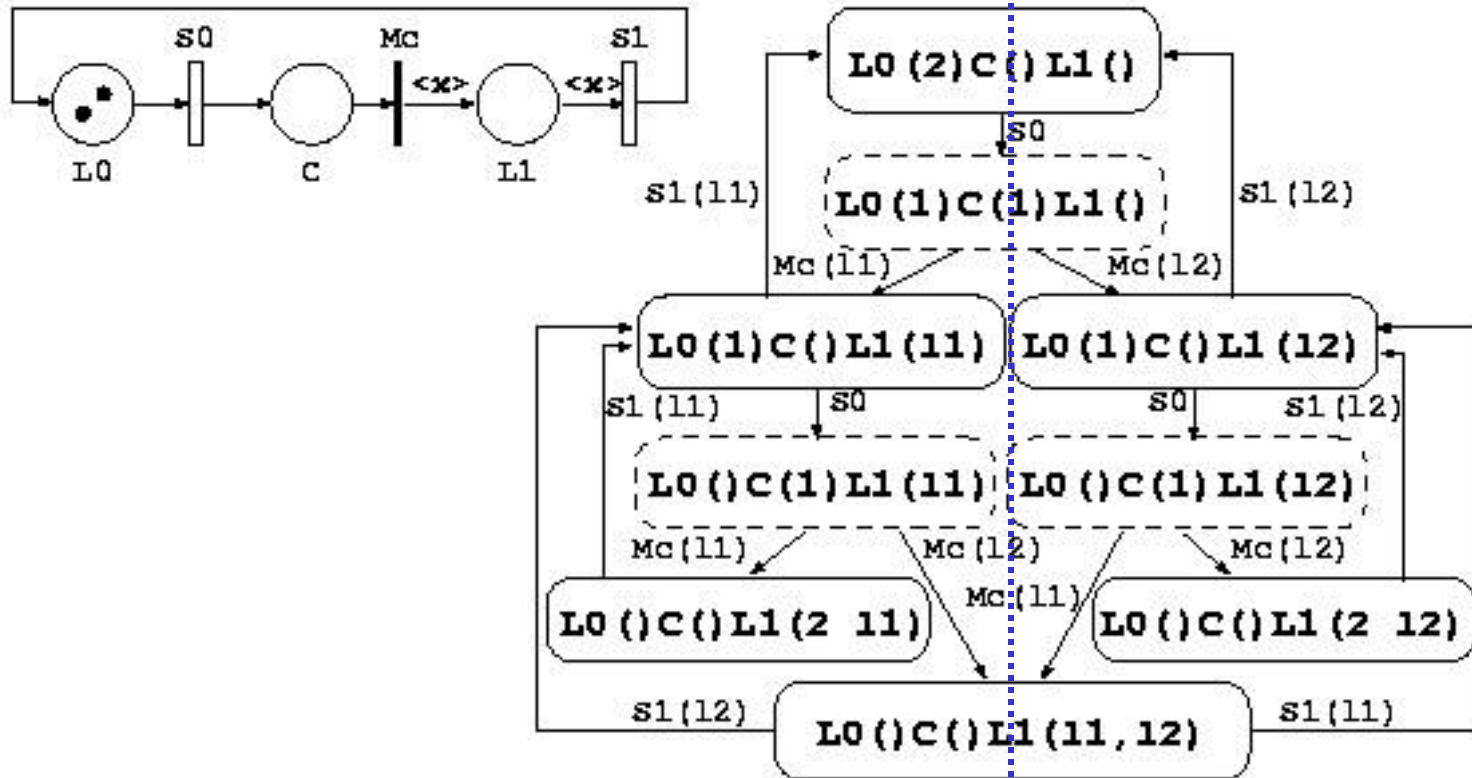 S0 Mc S1
<x> <x>
L0 C L1
L0(2)C()L1()
S0
S1(l1) S1(l2)
L0(1)C(1)L1()
Mc(l1) Mc(l2)
L0(1)C()L1(l1) L0(1)C()L1(l2)
S1(l1) S0 S0 S1(l2)
L0()C(1)L1(l1) L0()C(1)L1(l2)
Mc(l1) Mc(l2) Mc(l2)
Mc(l1)
L0()C()L1(2 l1) L0()C()L1(2 l2)
S1(l2) S1(l1)
L0()C()L1(l1,l2)